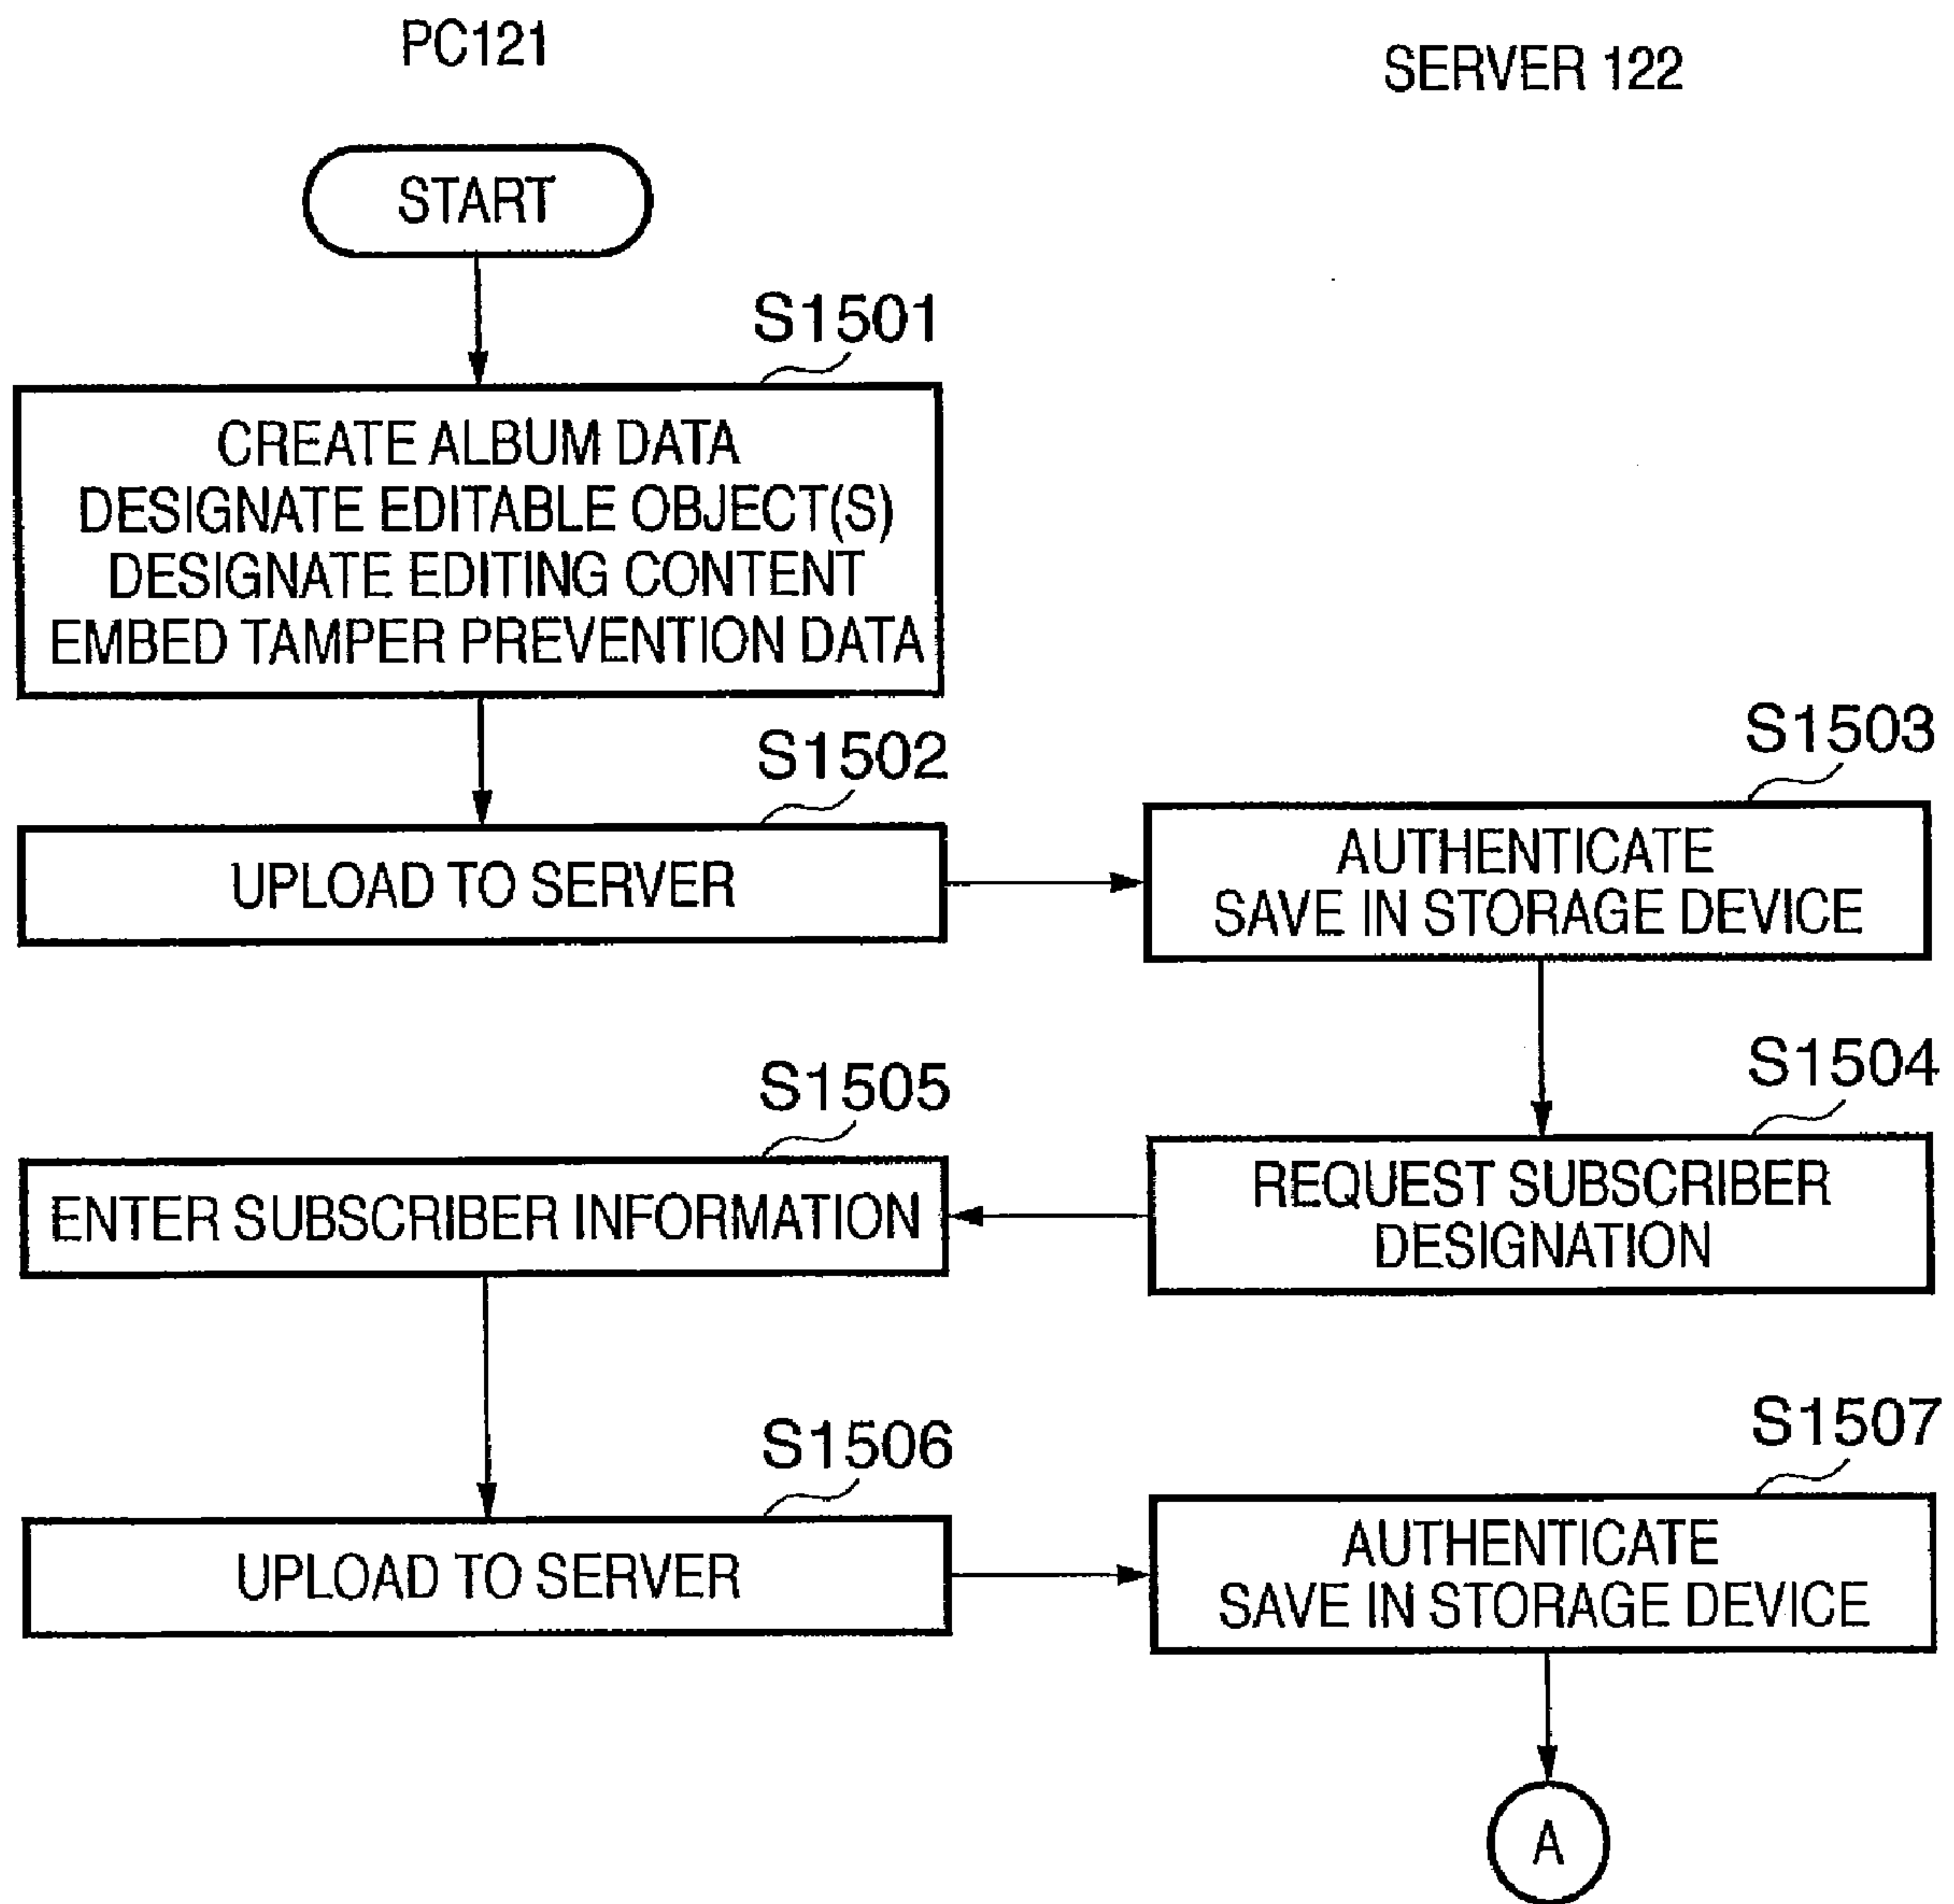 PC121
SERVER 122
START
S1501
CREATE ALBUM DATA
DESIGNATE EDITABLE OBJECT(S)
DESIGNATE EDITING CONTENT
EMBED TAMPER PREVENTION DATA
S1502
UPLOAD TO SERVER
S1503
AUTHENTICATE
SAVE IN STORAGE DEVICE
S1504
REQUEST SUBSCRIBER
DESIGNATION
S1505
ENTER SUBSCRIBER INFORMATION
S1506
UPLOAD TO SERVER
S1507
AUTHENTICATE
SAVE IN STORAGE DEVICE
A